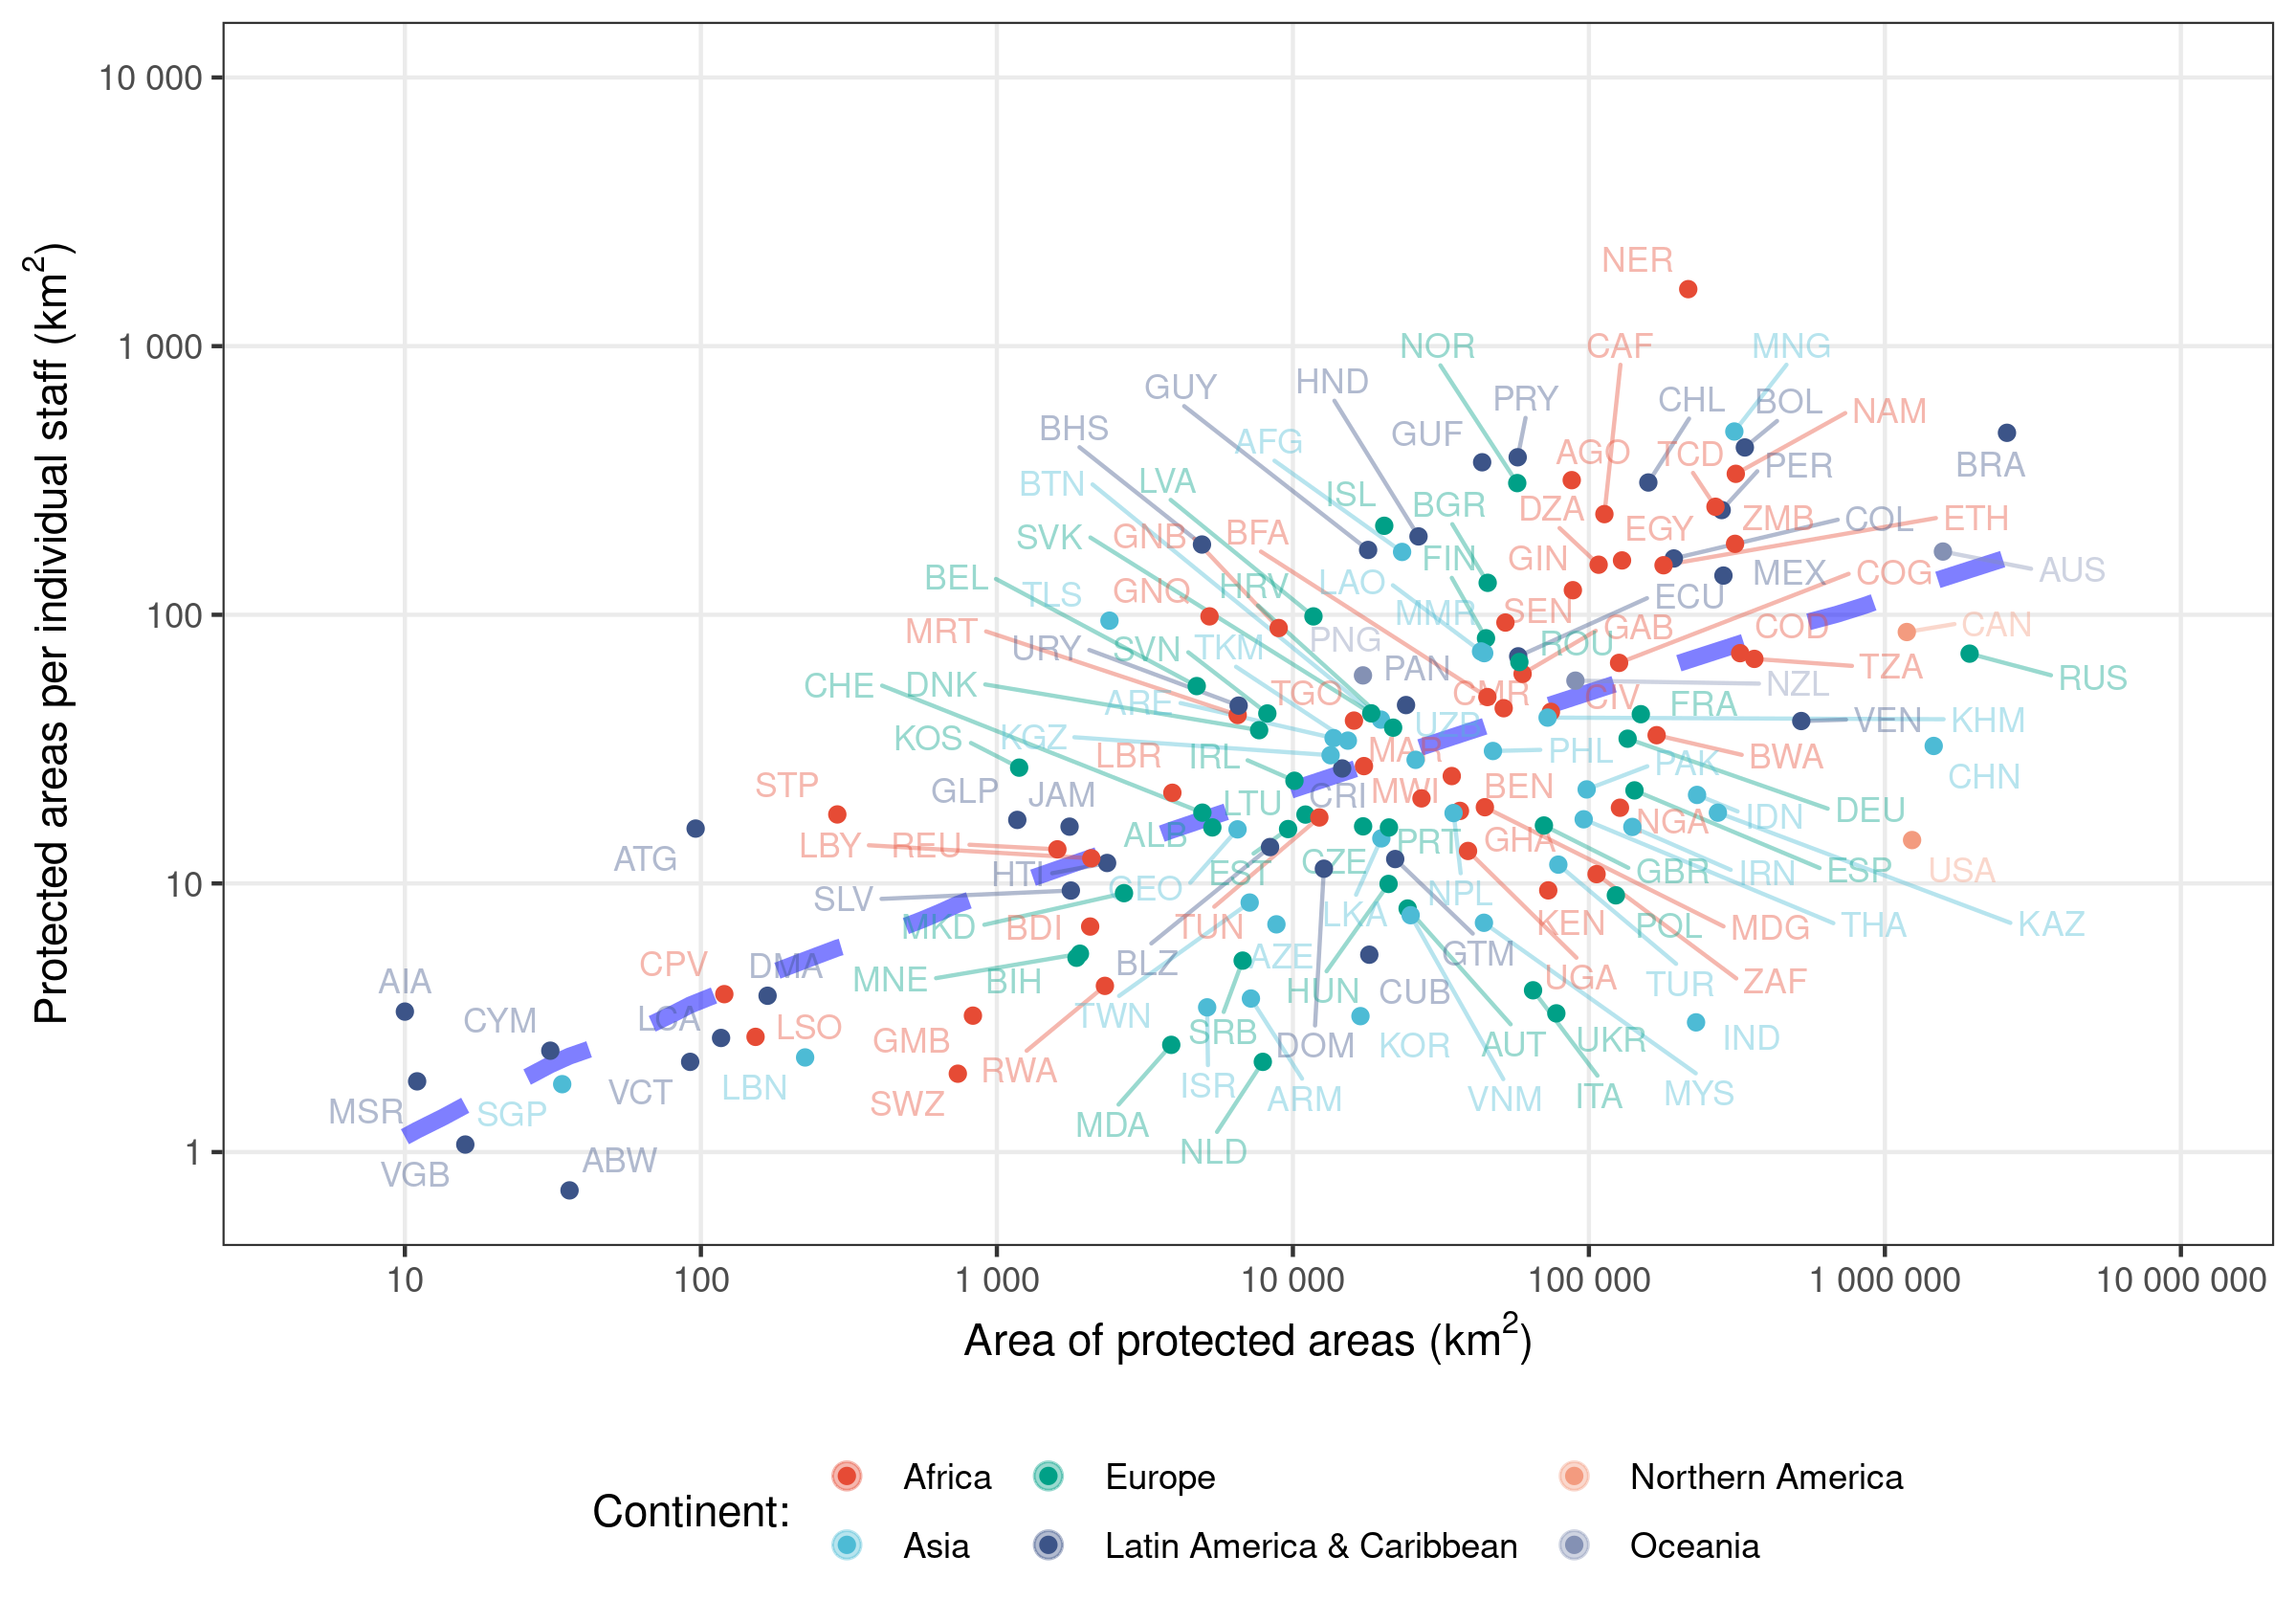 10 000
1 000
100
10
1
Protected areas per individual staff (km²)
NER
NOR CAF MNG
GUY HND PRY CHL BOL NAM
BHS AFG GUF AGO TCD PER BRA
BTN LVA ISL BGR DZA EGY ZMB COL ETH
SVK GNB BFA FIN GIN MEX COG AUS
BEL TLS GNQ HRV LAO MMR SEN ECU
MRT URY SVN TKM PNG PAN ROU GAB COD CAN
CHE DNK ARE TGO CMR CIV NZL TZA RUS
KOS KGZ LBR IRL MAR UZB PHL FRA VEN KHM
STP GLP JAM LTU CRI MWI BEN PAK BWA CHN
ATG LBY REU ALB EST CZE PRT GHA NGA IDN DEU
SLV HTI GEO LKA NPL GBR IRN ESP USA
MKD BDI TUN KEN POL MDG THA KAZ
AIA CPV DMA MNE BIH BLZ AZE HUN GTM UGA TUR ZAF
CYM LCA LSO GMB TWN SRB DOM CUB KOR AUT UKR IND
MSR SGP VCT LBN SWZ RWA ISR ARM VNM ITA MYS
VGB ABW MDA NLD
10 100 1 000 10 000 100 000 1 000 000 10 000 000
Area of protected areas (km²)
Continent:
Africa Europe Northern America
Asia Latin America & Caribbean Oceania